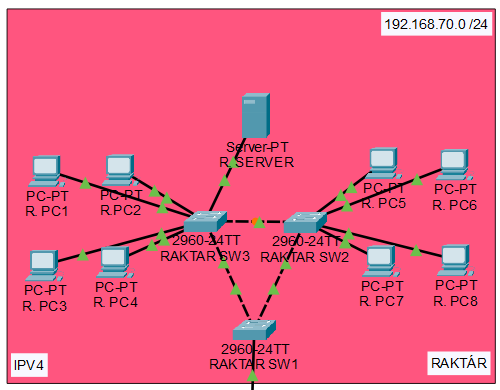 192.168.70.0 /24
Server-PT
R. SERVER
PC-PT
R. PC1
PC-PT
R.PC2
PC-PT
R. PC5
PC-PT
R. PC6
2960-24TT
RAKTAR SW3
2960-24TT
RAKTAR SW2
PC-PT
R. PC3
PC-PT
R. PC4
PC-PT
R. PC7
PC-PT
R. PC8
2960-24TT
RAKTAR SW1
IPV4
RAKTÁR